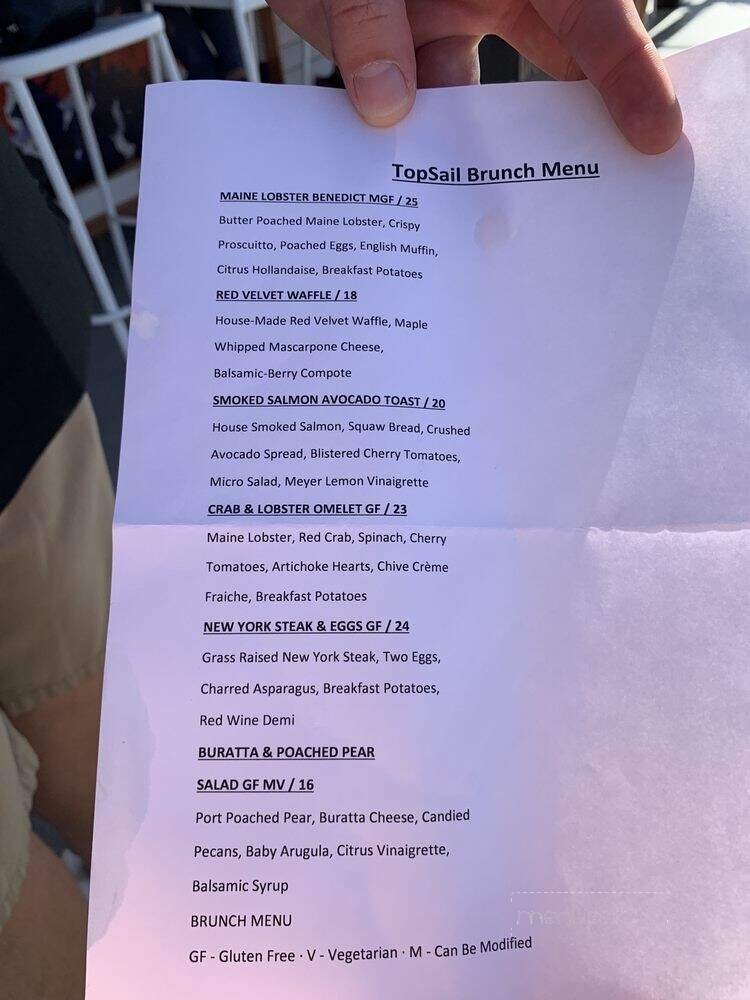 TopSail Brunch Menu
MAINE LOBSTER BENEDICT MGF / 25
Butter Poached Maine Lobster, Crispy
Proscuitto, Poached Eggs, English Muffin,
Citrus Hollandaise, Breakfast Potatoes
RED VELVET WAFFLE / 18
House-Made Red Velvet Waffle, Maple
Whipped Mascarpone Cheese,
Balsamic-Berry Compote
SMOKED SALMON AVOCADO TOAST / 20
House Smoked Salmon, Squaw Bread, Crushed
Avocado Spread, Blistered Cherry Tomatoes,
Micro Salad, Meyer Lemon Vinaigrette
CRAB & LOBSTER OMELET GF / 23
Maine Lobster, Red Crab, Spinach, Cherry
Tomatoes, Artichoke Hearts, Chive Crème
Fraiche, Breakfast Potatoes
NEW YORK STEAK & EGGS GF / 24
Grass Raised New York Steak, Two Eggs,
Charred Asparagus, Breakfast Potatoes,
Red Wine Demi
BURATTA & POACHED PEAR
SALAD GF MV / 16
Port Poached Pear, Buratta Cheese, Candied
Pecans, Baby Arugula, Citrus Vinaigrette,
Balsamic Syrup
BRUNCH MENU
GF - Gluten Free · V - Vegetarian · M - Can Be Modified